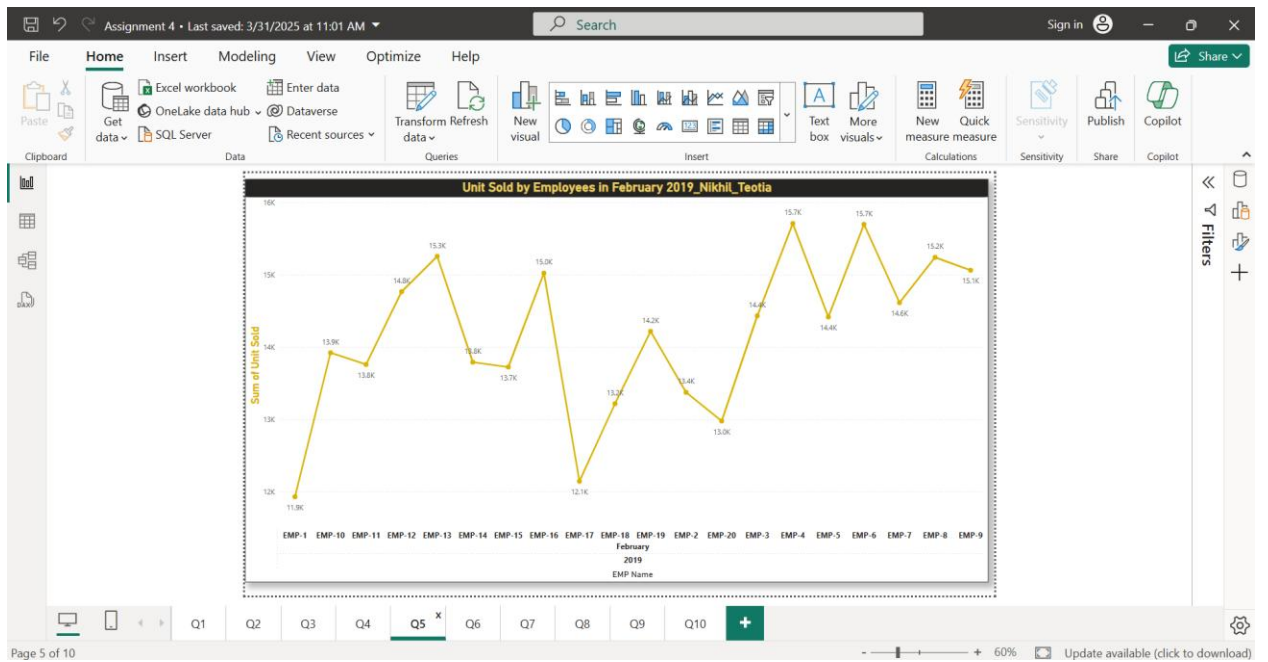 Assignment 4 • Last saved: 3/31/2025 at 11:01 AM
Search
Sign in
File Home Insert Modeling View Optimize Help
Share
Paste
Get data
Excel workbook
OneLake data hub
SQL Server
Enter data
Dataverse
Recent sources
Transform data
Refresh
New visual
A
Text box
More visuals
New measure
Quick measure
Sensitivity
Publish
Copilot
Clipboard Data Queries Insert Calculations Sensitivity Share Copilot
Unit Sold by Employees in February 2019_Nikhil_Teotia
16K
15K
14K
13K
12K
Sum of Unit Sold
11.9K
13.9K
13.8K
14.8K
15.3K
13.8K
13.7K
15.0K
12.1K
13.2K
14.2K
13.4K
13.0K
14.4K
15.7K
14.4K
15.7K
14.6K
15.2K
15.1K
EMP-1 EMP-10 EMP-11 EMP-12 EMP-13 EMP-14 EMP-15 EMP-16 EMP-17 EMP-18 EMP-19 EMP-2 EMP-20 EMP-3 EMP-4 EMP-5 EMP-6 EMP-7 EMP-8 EMP-9
February
2019
EMP Name
Filters
DAX
Q1 Q2 Q3 Q4 Q5 x Q6 Q7 Q8 Q9 Q10 +
Page 5 of 10
- + 60%
Update available (click to download)